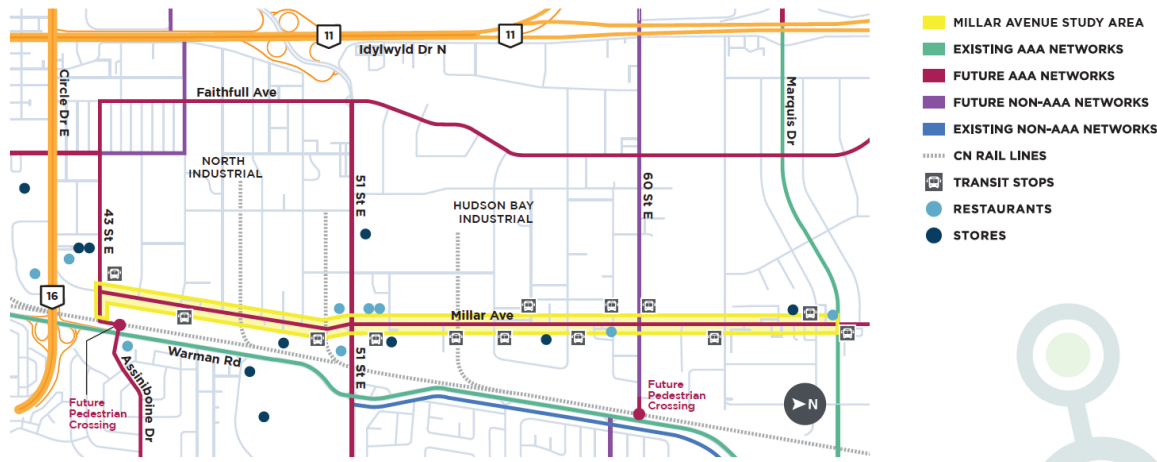 11
11
Idylwyld Dr N
Circle Dr E
Faithfull Ave
Marquis Dr
NORTH
INDUSTRIAL
51 St E
60 St E
HUDSON BAY
INDUSTRIAL
43 St E
16
Millar Ave
Warman Rd
51 St E
Assiniboine Dr
Future
Pedestrian
Crossing
Future
Pedestrian
Crossing
N
MILLAR AVENUE STUDY AREA
EXISTING AAA NETWORKS
FUTURE AAA NETWORKS
FUTURE NON-AAA NETWORKS
EXISTING NON-AAA NETWORKS
CN RAIL LINES
TRANSIT STOPS
RESTAURANTS
STORES